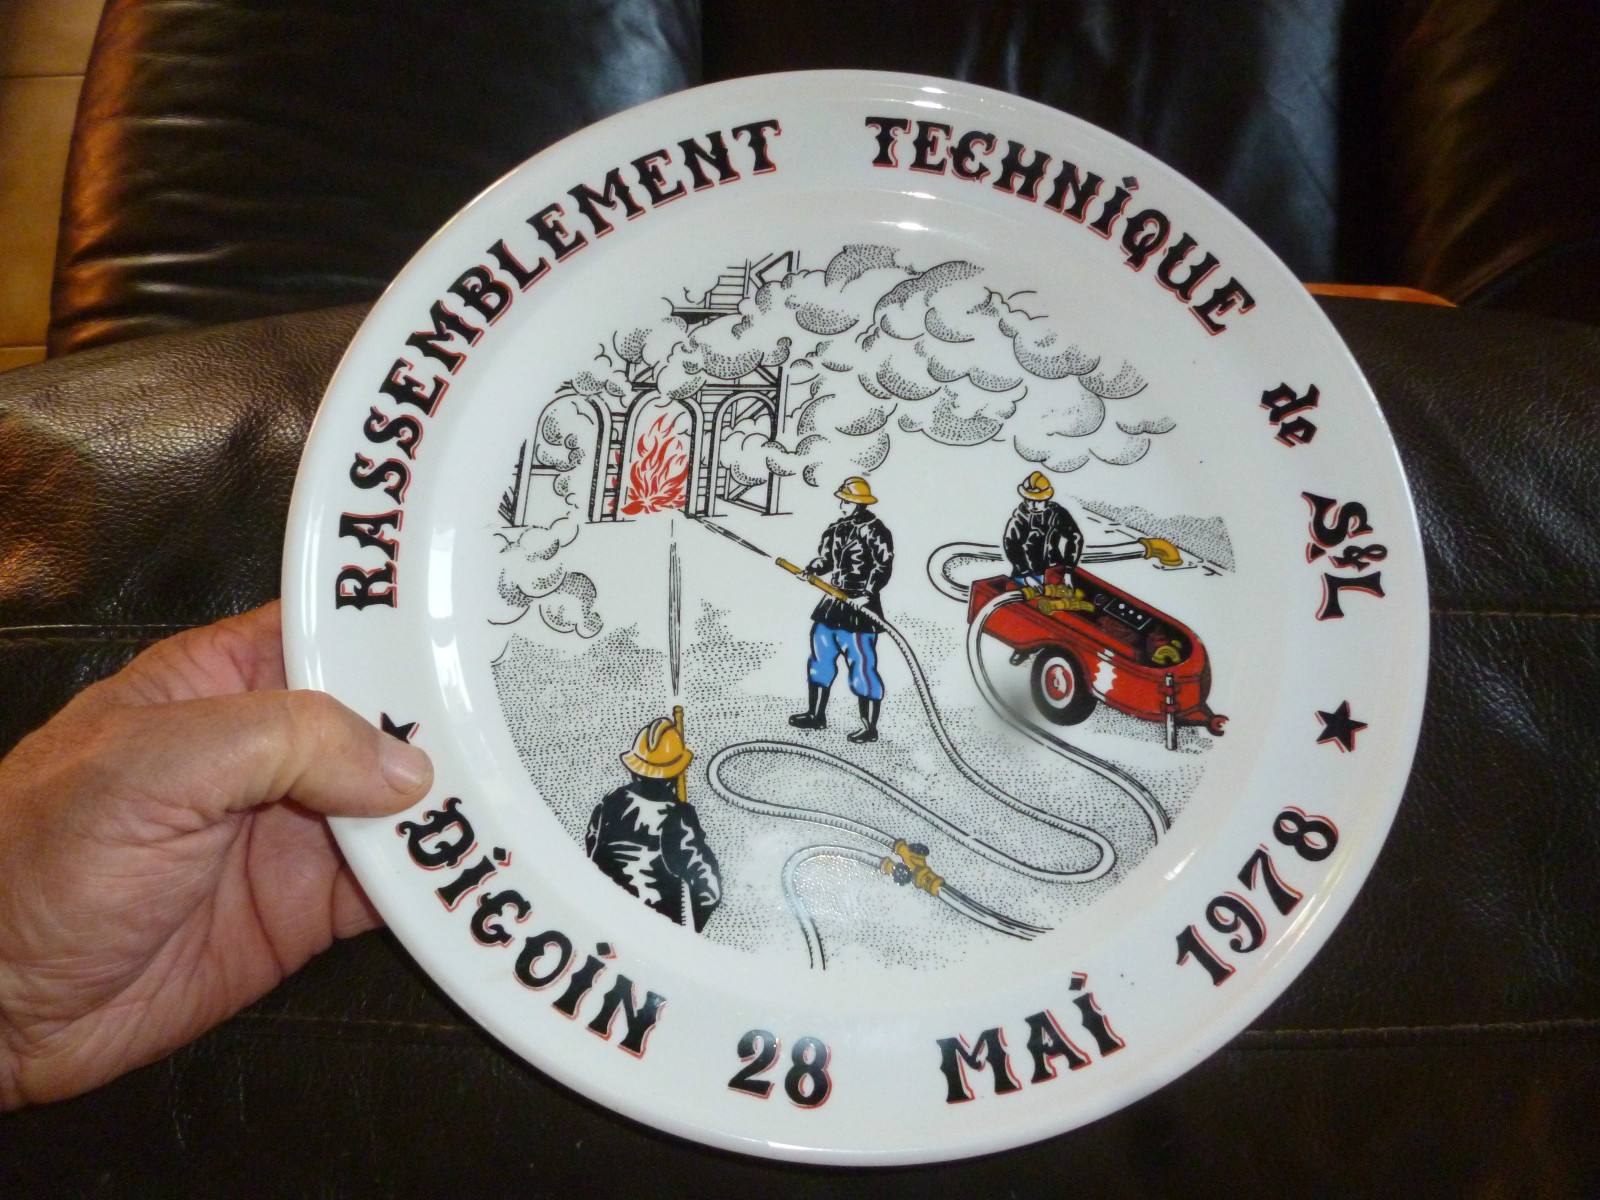 RASSEMBLEMENT TECHNIQUE de S.&L
DIGOIN 28 MAI 1978